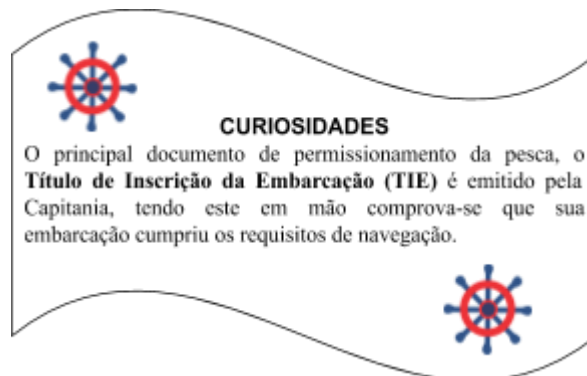 CURIOSIDADES
O principal documento de permissionamento da pesca, o
Título de Inscrição da Embarcação (TIE) é emitido pela
Capitania, tendo este em mão comprova-se que sua
embarcação cumpriu os requisitos de navegação.